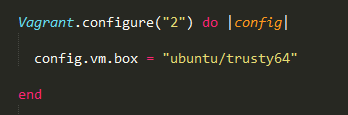 Vagrant.configure("2") do |config|
config.vm.box = "ubuntu/trusty64"
end